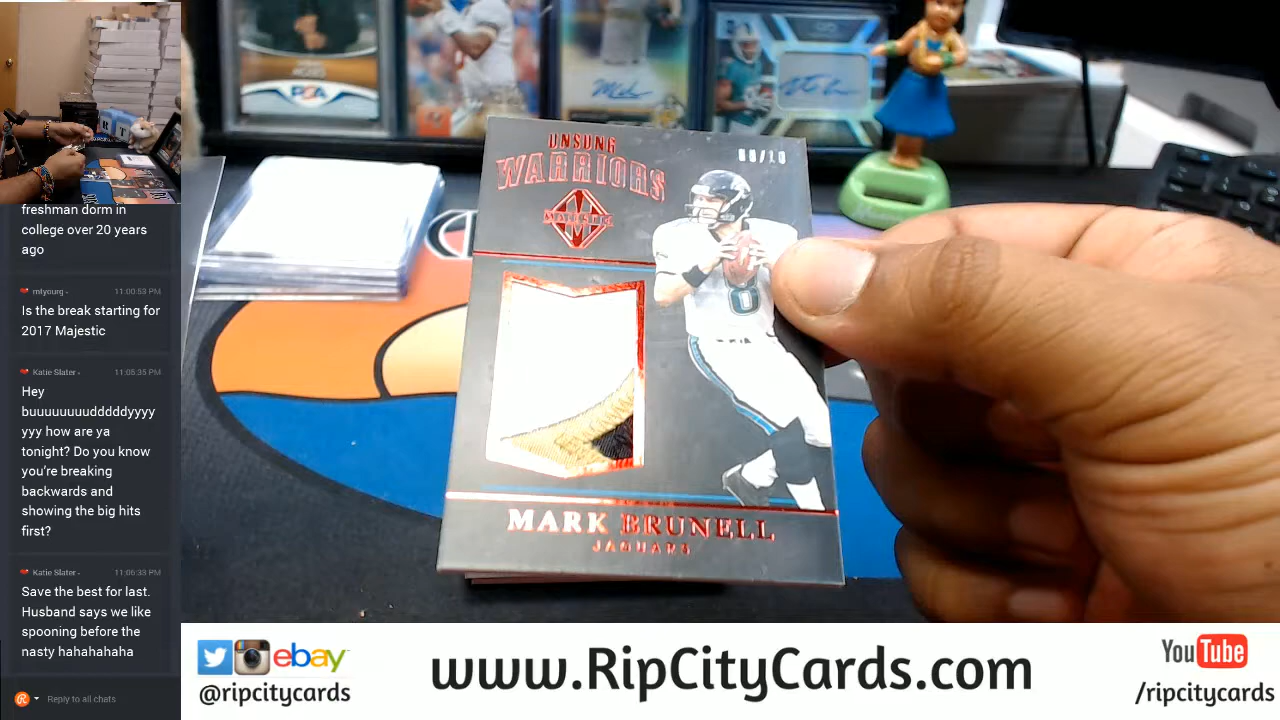 freshman dorm in
college over 20 years
ago
mtyourg - 11:00:53 PM
Is the break starting for
2017 Majestic
Katie Slater - 11:05:35 PM
Hey
buuuuuuuudddddyyyy
yyy how are ya
tonight? Do you know
you're breaking
backwards and
showing the big hits
first?
Katie Slater - 11:06:33 PM
Save the best for last.
Husband says we like
spooning before the
nasty hahahahaha
Reply to all chats
PSA
UNSUNG
WARRIORS
MAJESTIC
8
MARK BRUNELL
JAGUARS
ebay
@ripcitycards
www.RipCityCards.com
YouTube
/ripcitycards